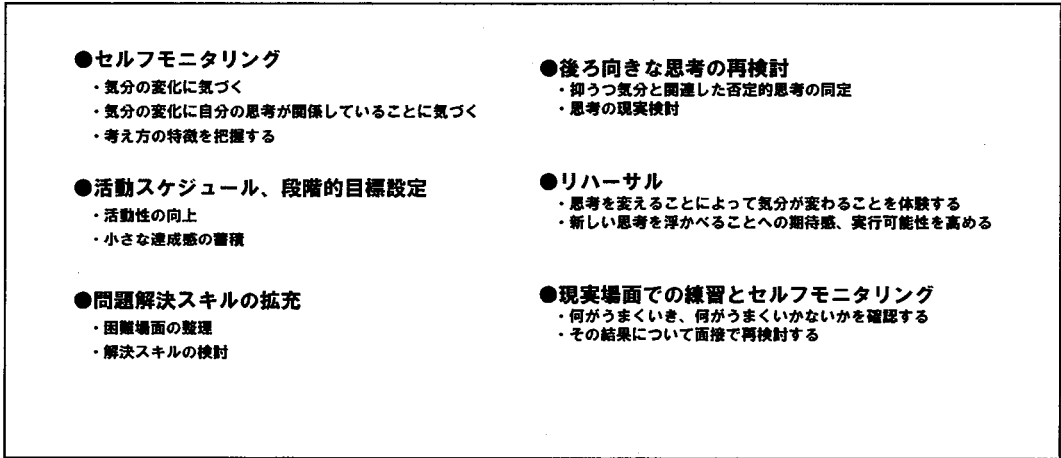 ●セルフモニタリング
・気分の変化に気づく
・気分の変化に自分の思考が関係していることに気づく
・考え方の特徴を把握する
●活動スケジュール、段階的目標設定
・活動性の向上
・小さな達成感の蓄積
●問題解決スキルの拡充
・困難場面の整理
・解決スキルの検討
●後ろ向きな思考の再検討
・抑うつ気分と関連した否定的思考の同定
・思考の現実検討
●リハーサル
・思考を変えることによって気分が変わることを体験する
・新しい思考を浮かべることへの期待感、実行可能性を高める
●現実場面での練習とセルフモニタリング
・何がうまくいき、何がうまくいかないかを確認する
・その結果について面接で再検討する